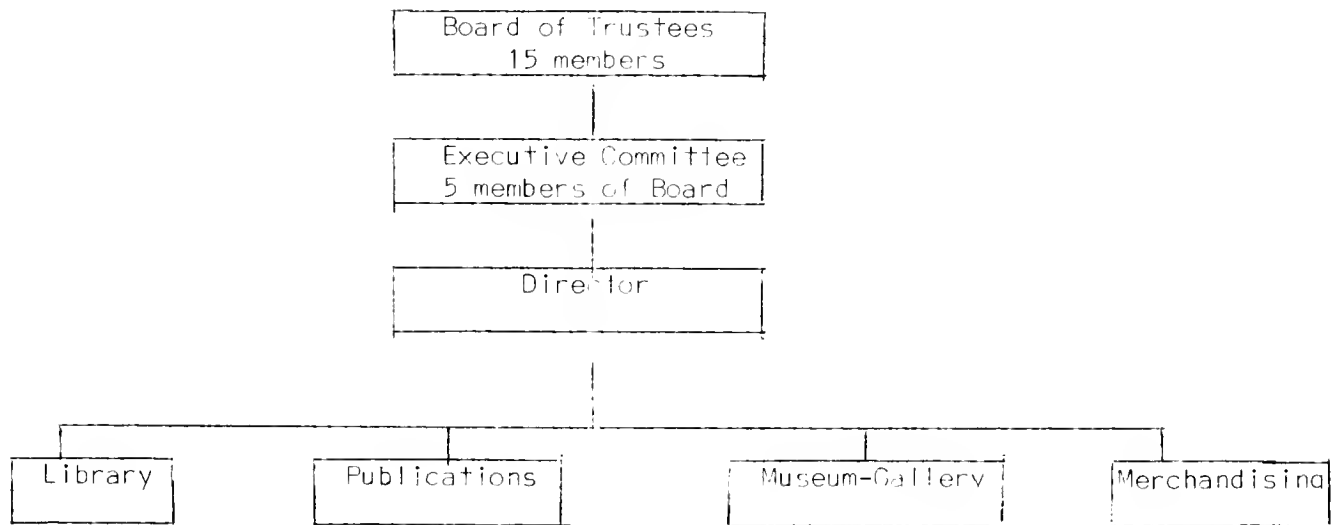 Board of Trustees
15 members
Executive Committee
5 members of Board
Director
Library
Publications
Museum-Gallery
Merchandising